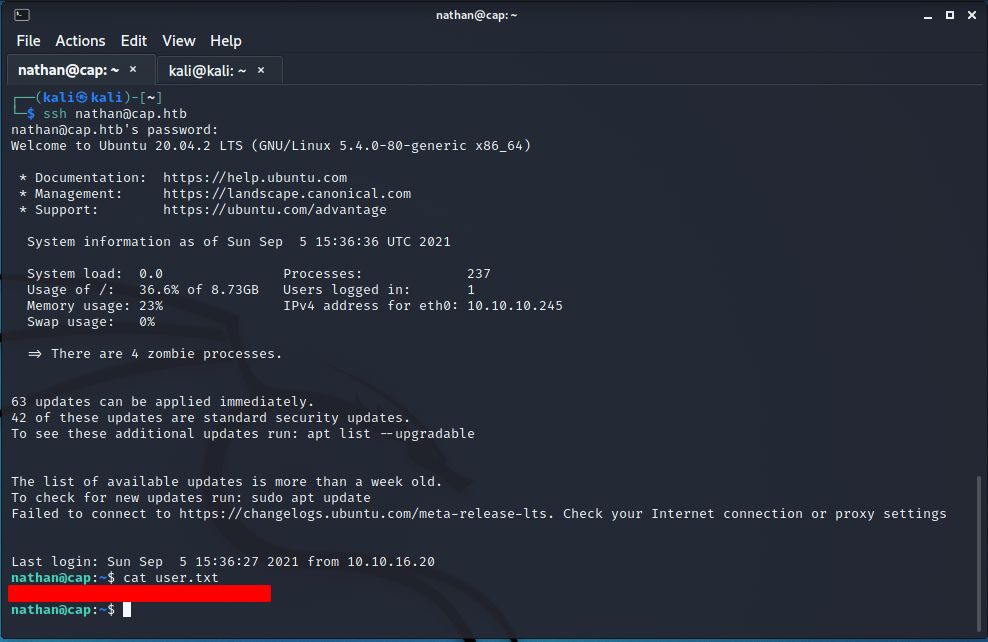 nathan@cap: ~
File Actions Edit View Help
nathan@cap: ~ × kali@kali: ~ ×
┌──(kali㉿kali)-[~]
└─$ ssh nathan@cap.htb
nathan@cap.htb's password:
Welcome to Ubuntu 20.04.2 LTS (GNU/Linux 5.4.0-80-generic x86_64)
* Documentation: https://help.ubuntu.com
* Management: https://landscape.canonical.com
* Support: https://ubuntu.com/advantage
System information as of Sun Sep 5 15:36:36 UTC 2021
System load: 0.0 Processes: 237
Usage of /: 36.6% of 8.73GB Users logged in: 1
Memory usage: 23% IPv4 address for eth0: 10.10.10.245
Swap usage: 0%
=> There are 4 zombie processes.
63 updates can be applied immediately.
42 of these updates are standard security updates.
To see these additional updates run: apt list --upgradable
The list of available updates is more than a week old.
To check for new updates run: sudo apt update
Failed to connect to https://changelogs.ubuntu.com/meta-release-lts. Check your Internet connection or proxy settings
Last login: Sun Sep 5 15:36:27 2021 from 10.10.16.20
nathan@cap:~$ cat user.txt
nathan@cap:~$